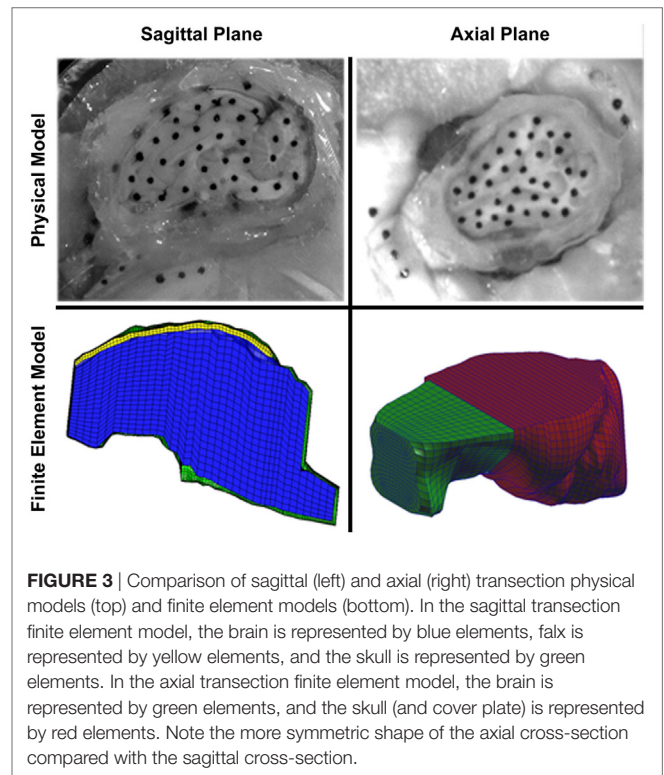 Sagittal Plane
Axial Plane
Physical Model
Finite Element Model
FIGURE 3 | Comparison of sagittal (left) and axial (right) transection physical
models (top) and finite element models (bottom). In the sagittal transection
finite element model, the brain is represented by blue elements, falx is
represented by yellow elements, and the skull is represented by green
elements. In the axial transection finite element model, the brain is
represented by green elements, and the skull (and cover plate) is represented
by red elements. Note the more symmetric shape of the axial cross-section
compared with the sagittal cross-section.